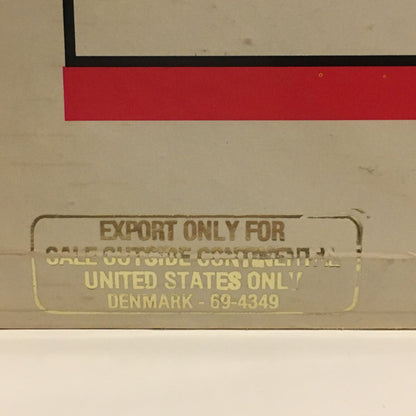 EXPORT ONLY FOR
SALE OUTSIDE CONTINENTAL
UNITED STATES ONLY
DENMARK - 69-4349